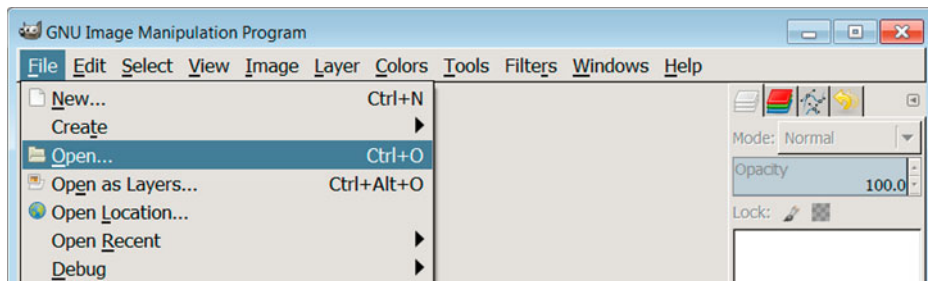 GNU Image Manipulation Program
File Edit Select View Image Layer Colors Tools Filters Windows Help
New... Ctrl+N
Create
Open... Ctrl+O
Open as Layers... Ctrl+Alt+O
Open Location...
Open Recent
Debug
Mode: Normal
Opacity
100.0
Lock: